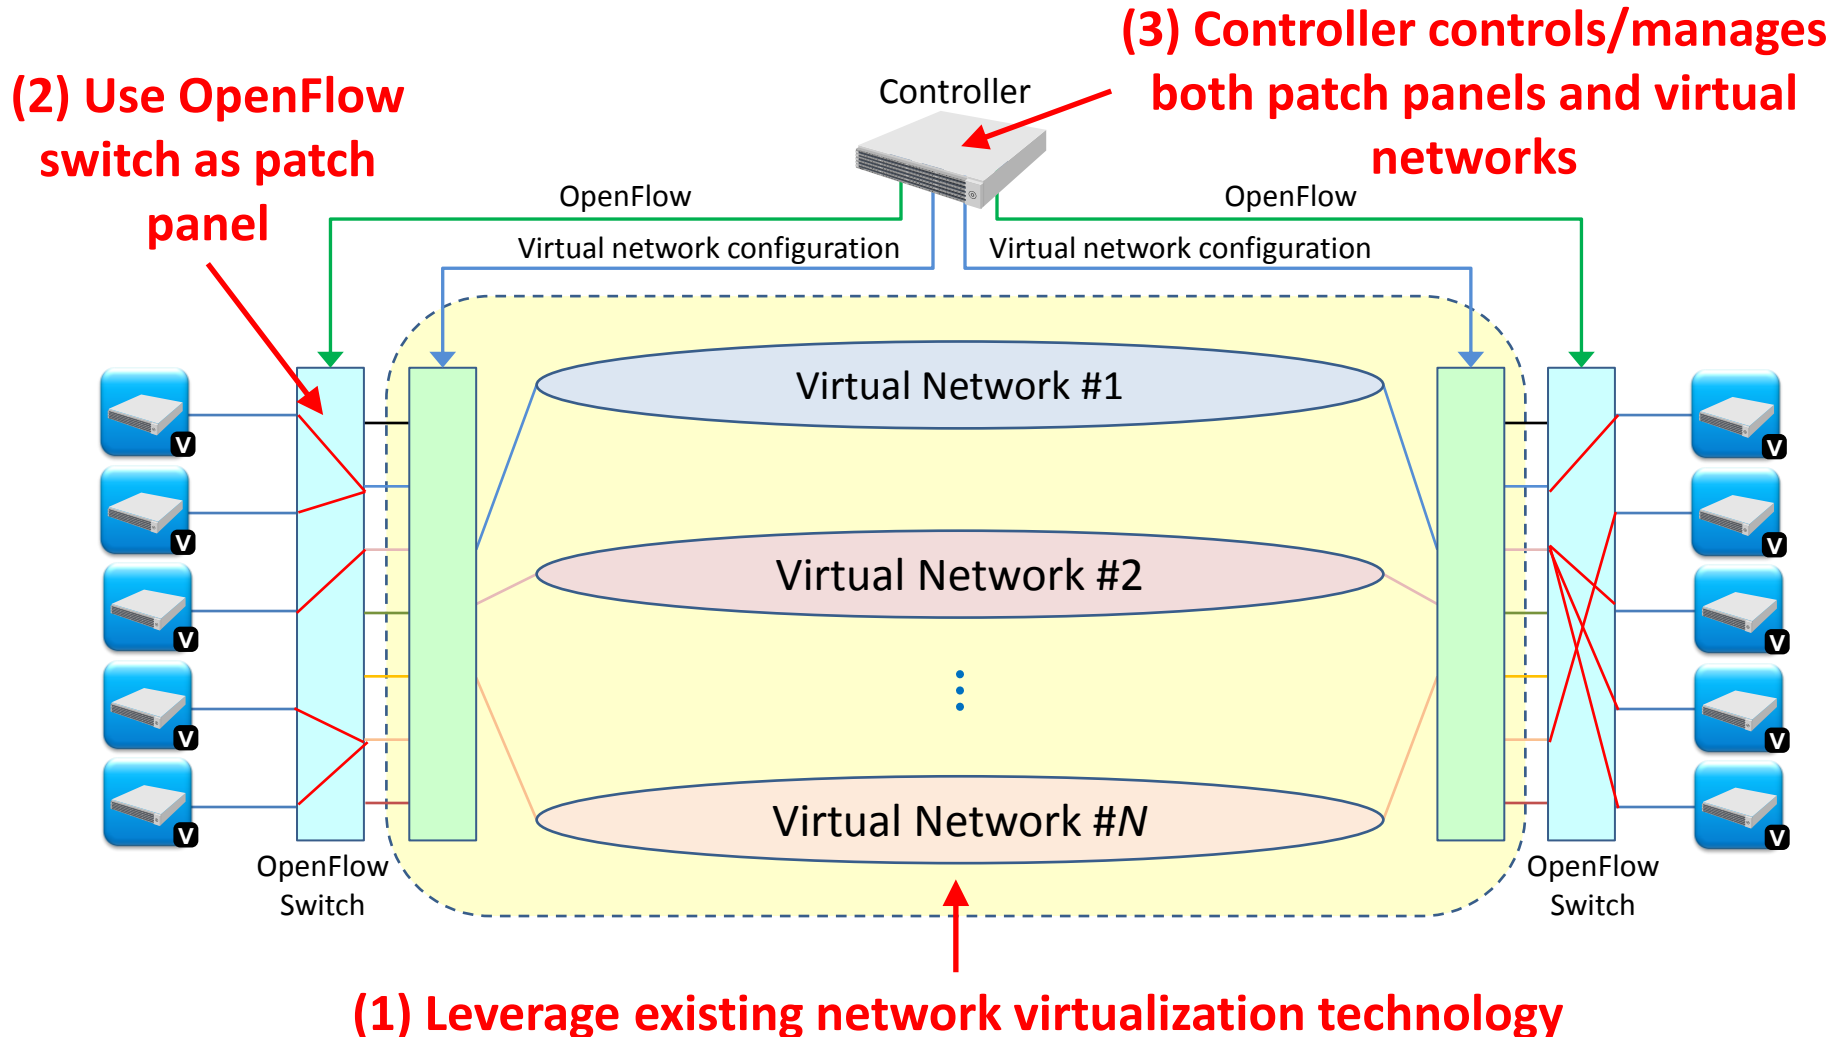 (3) Controller controls/manages
both patch panels and virtual
networks
(2) Use OpenFlow
switch as patch
panel
Controller
OpenFlow
OpenFlow
Virtual network configuration
Virtual network configuration
Virtual Network #1
Virtual Network #2
Virtual Network #N
V
V
V
V
V
V
V
V
V
V
OpenFlow
Switch
OpenFlow
Switch
(1) Leverage existing network virtualization technology